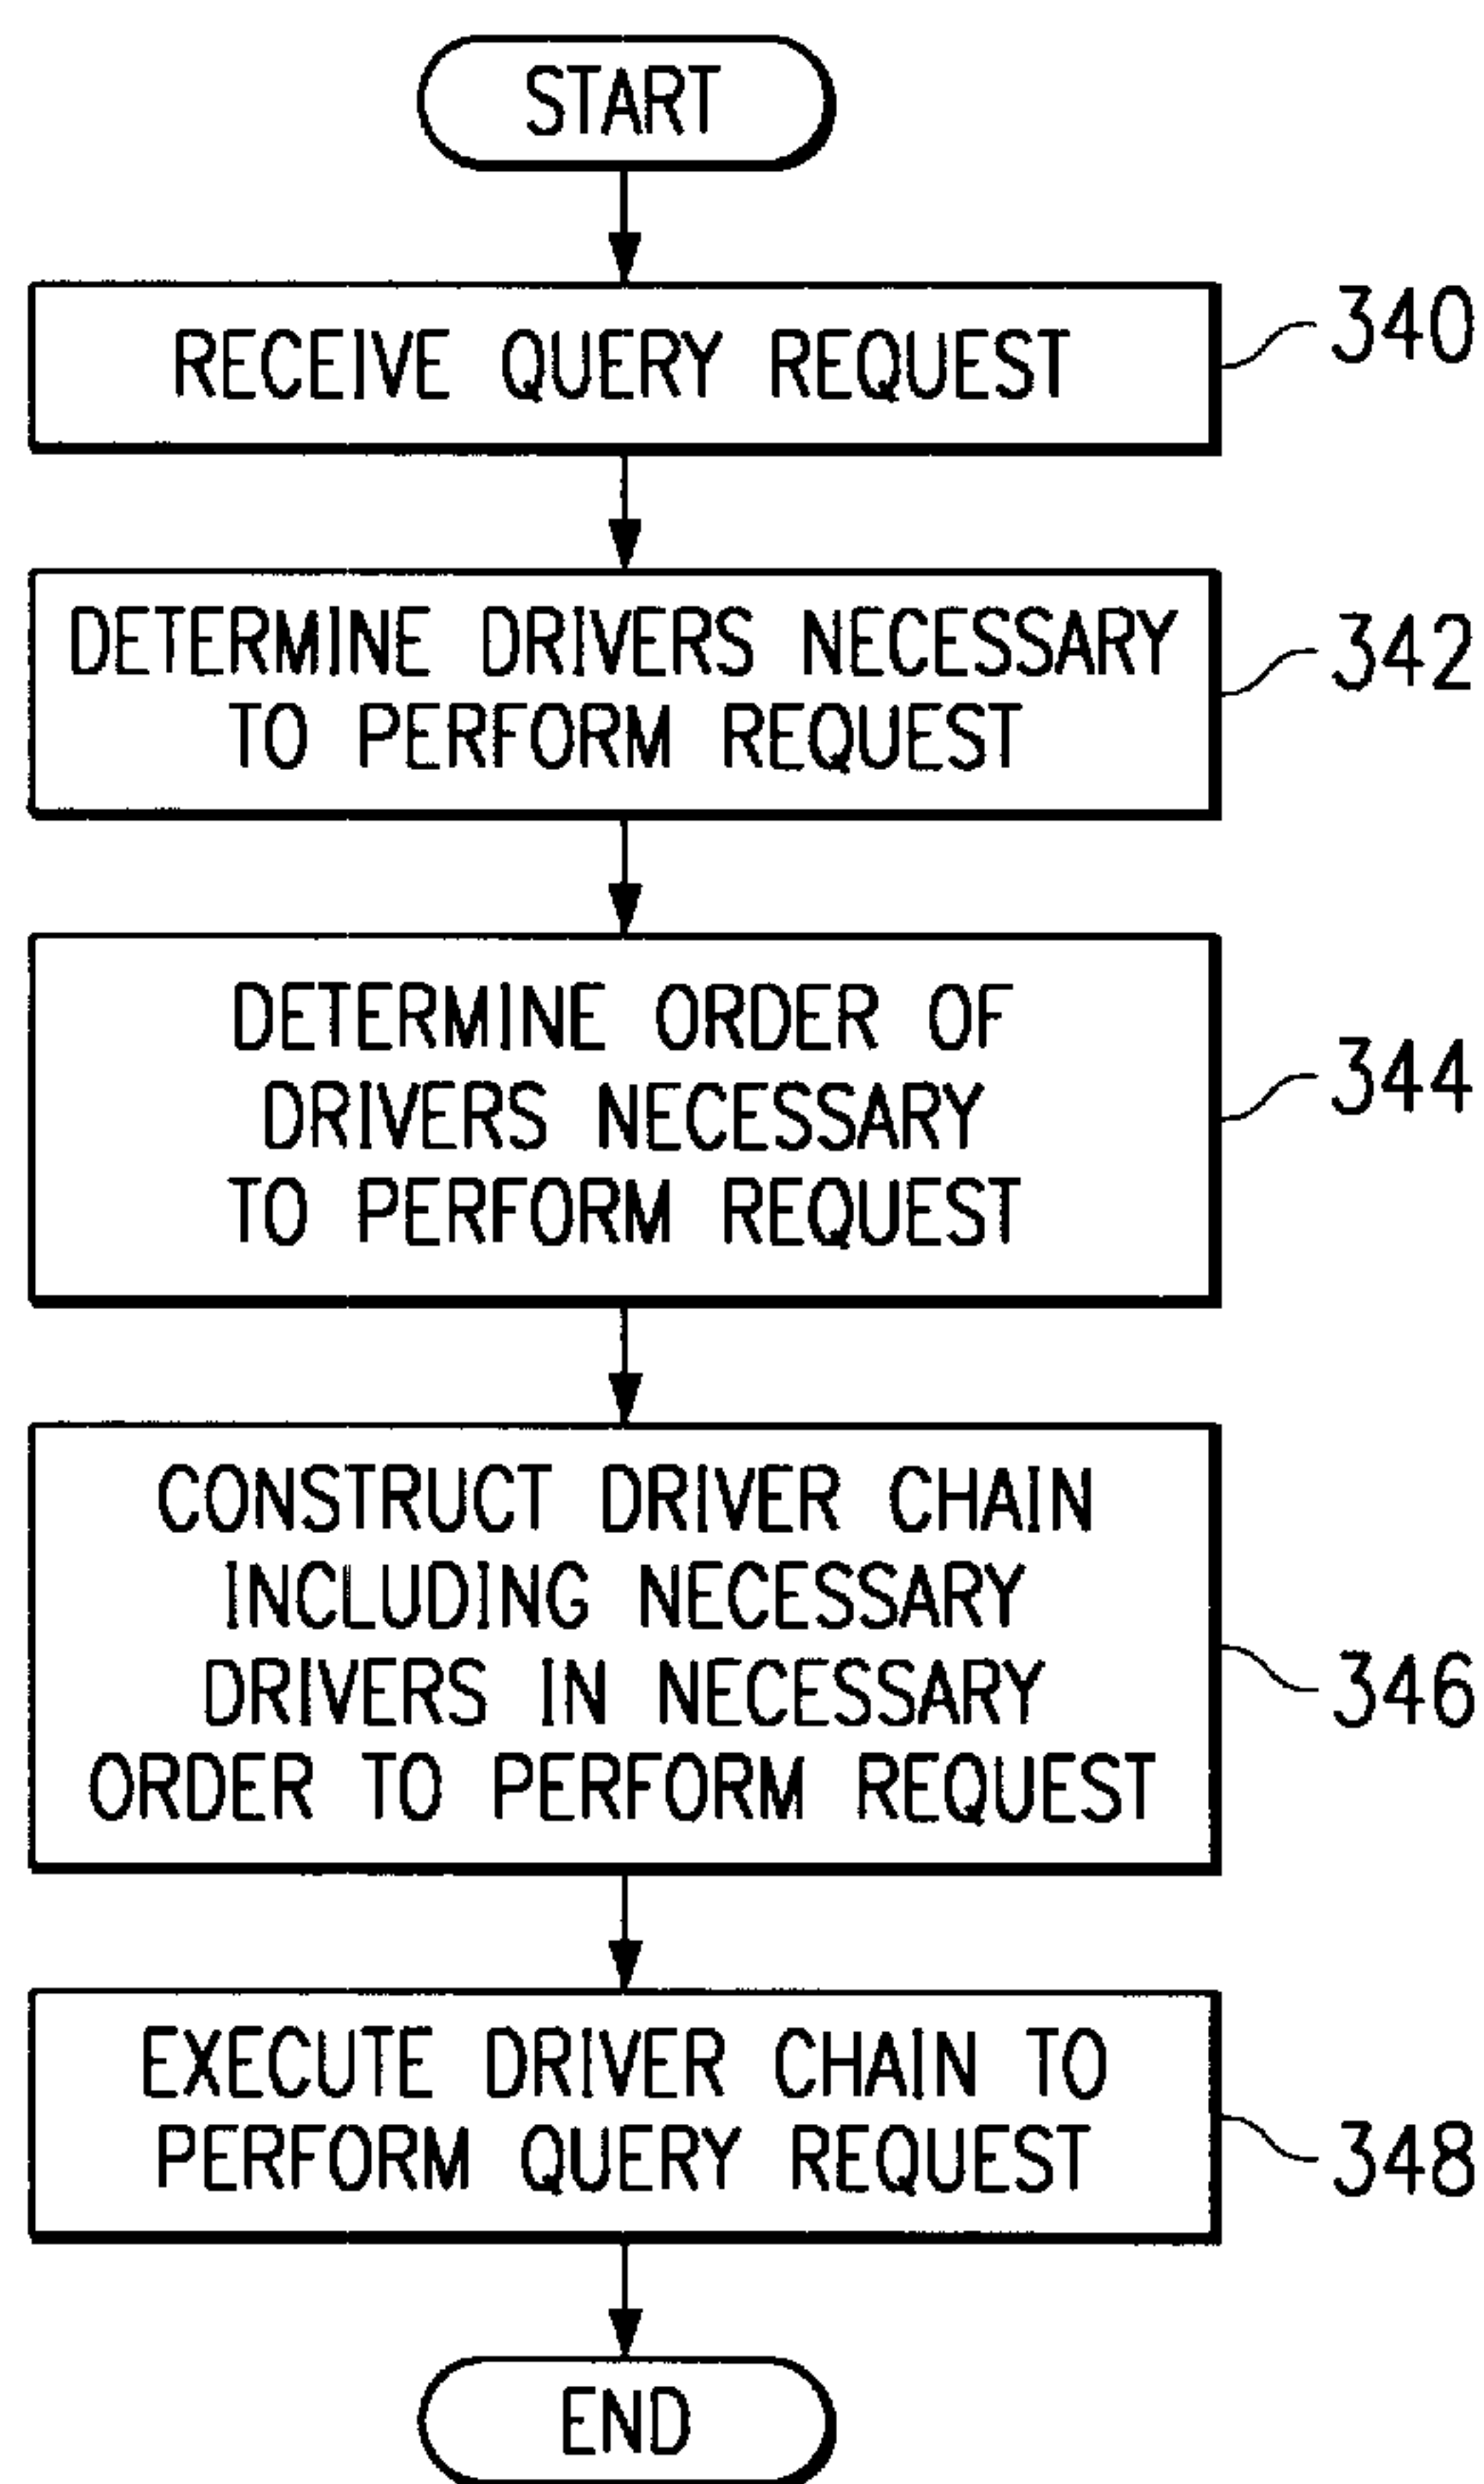 START
RECEIVE QUERY REQUEST
340
DETERMINE DRIVERS NECESSARY
TO PERFORM REQUEST
342
DETERMINE ORDER OF
DRIVERS NECESSARY
TO PERFORM REQUEST
344
CONSTRUCT DRIVER CHAIN
INCLUDING NECESSARY
DRIVERS IN NECESSARY
ORDER TO PERFORM REQUEST
346
EXECUTE DRIVER CHAIN TO
PERFORM QUERY REQUEST
348
END